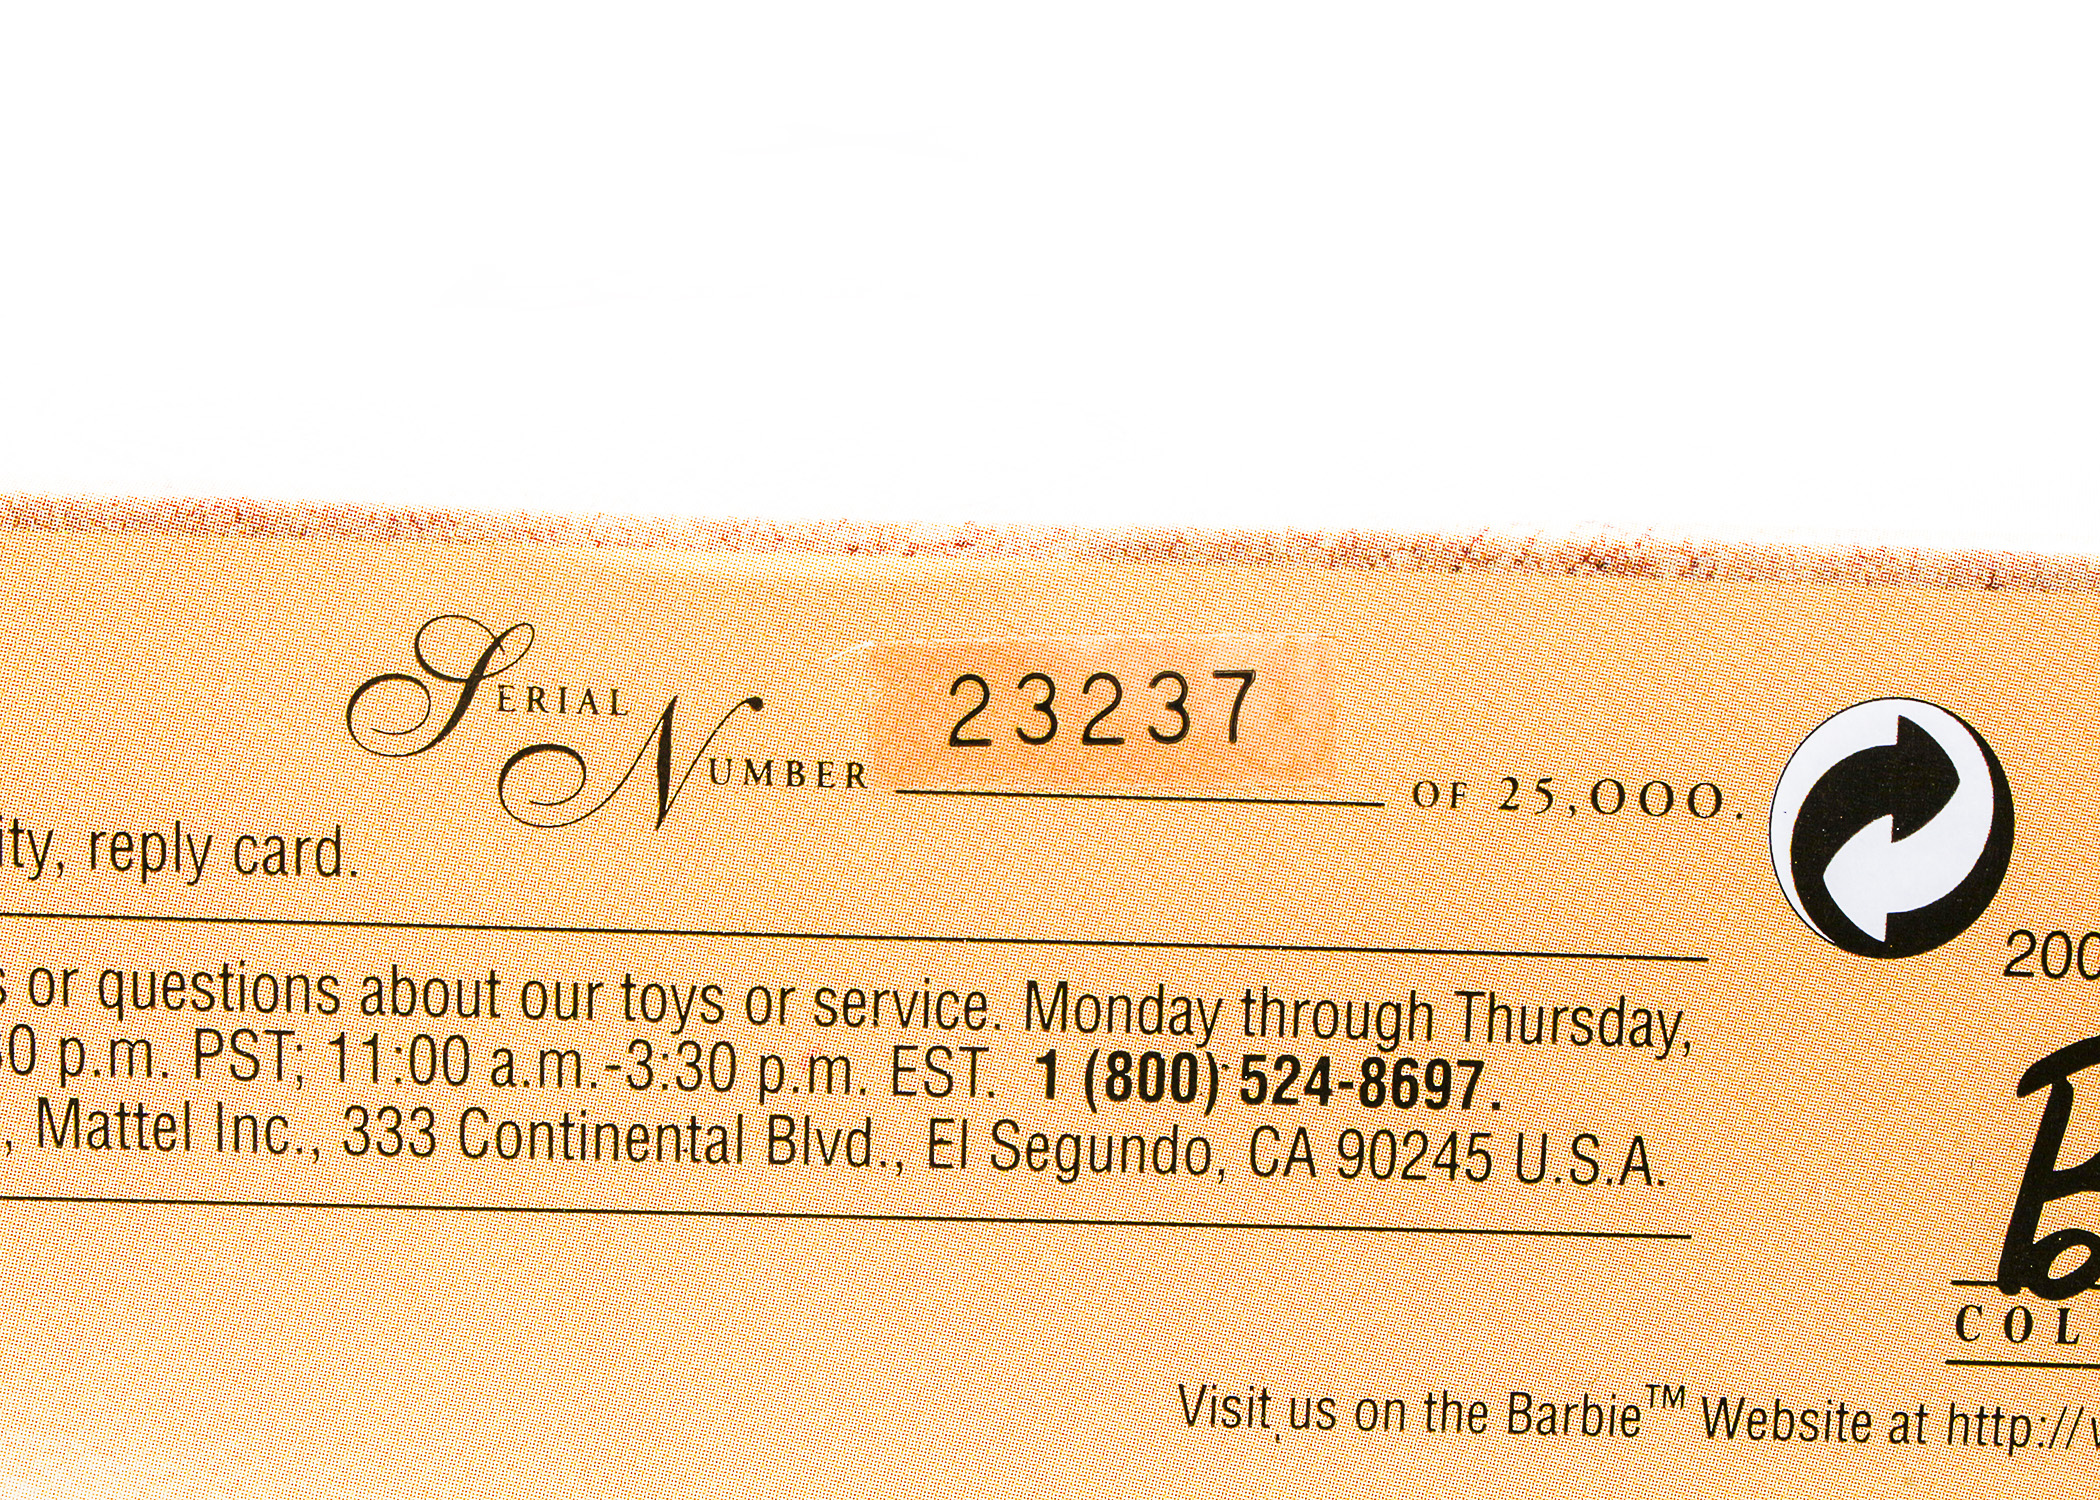 SERIAL
NUMBER 23237 OF 25,000.
reply card.
or questions about our toys or service. Monday through Thursday,
p.m. PST; 11:00 a.m.-3:30 p.m. EST. 1 (800) 524-8697.
, Mattel Inc., 333 Continental Blvd., El Segundo, CA 90245 U.S.A.
Visit us on the Barbie™ Website at http://